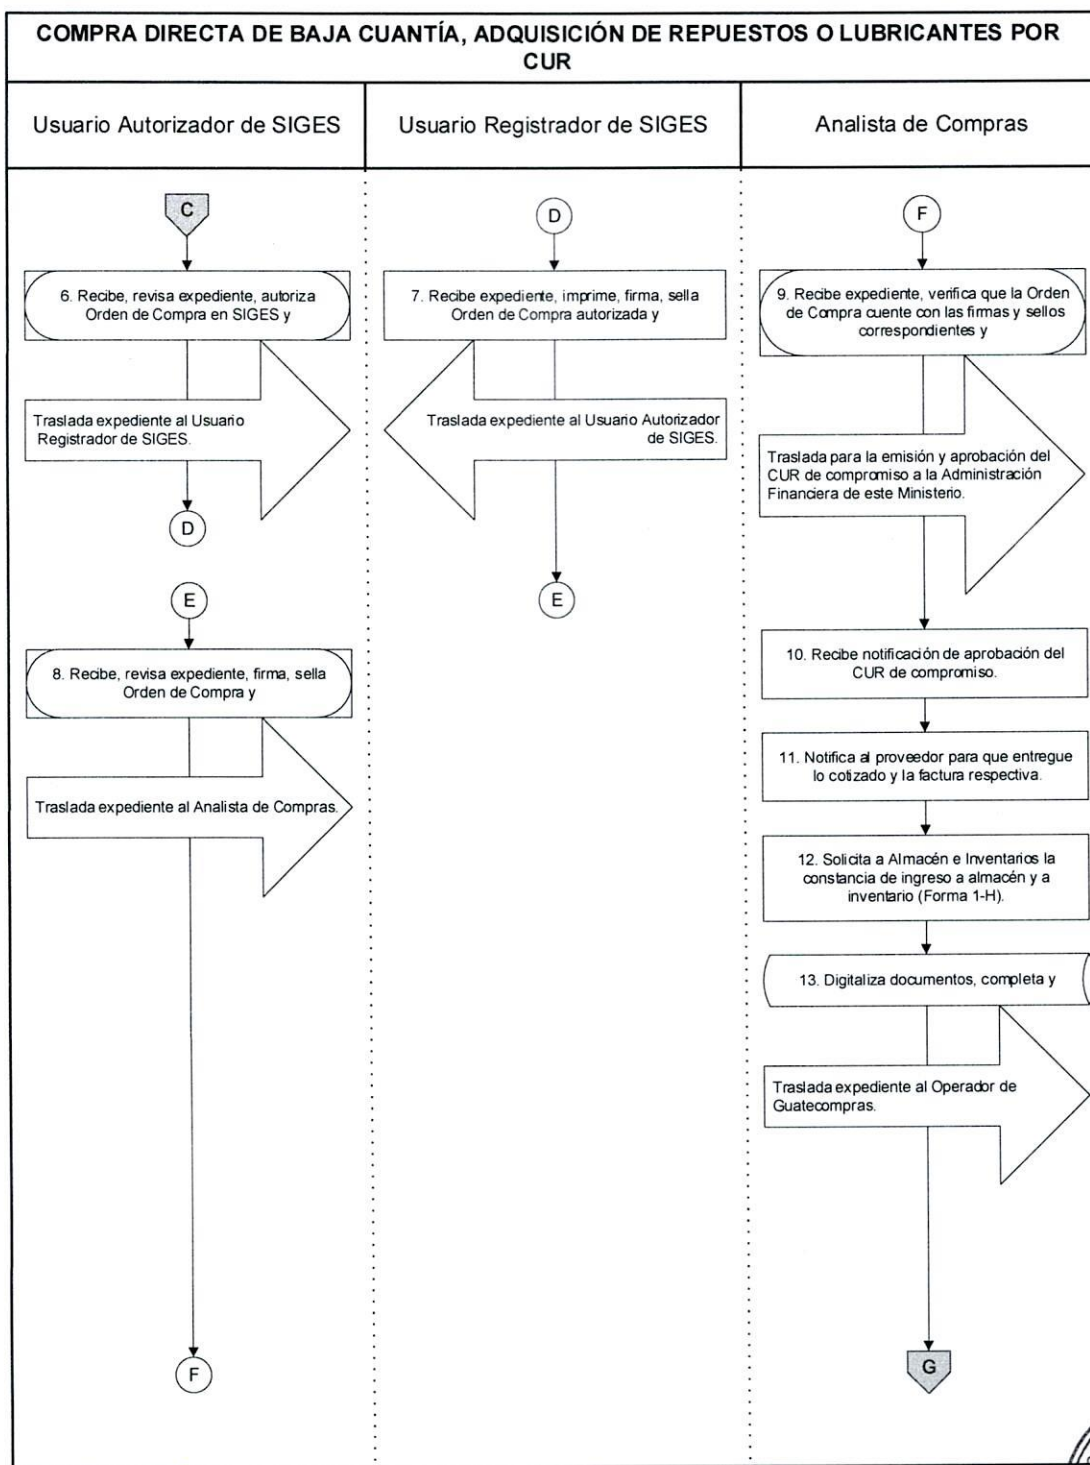 COMPRA DIRECTA DE BAJA CUANTÍA, ADQUISICIÓN DE REPUESTOS O LUBRICANTES POR
CUR
Usuario Autorizador de SIGES
Usuario Registrador de SIGES
Analista de Compras
C
6. Recibe, revisa expediente, autoriza
Orden de Compra en SIGES y
Traslada expediente al Usuario
Registrador de SIGES.
D
E
8. Recibe, revisa expediente, firma, sella
Orden de Compra y
Traslada expediente al Analista de Compras.
F
D
7. Recibe expediente, imprime, firma, sella
Orden de Compra autorizada y
Traslada expediente al Usuario Autorizador
de SIGES.
E
F
9. Recibe expediente, verifica que la Orden
de Compra cuente con las firmas y sellos
correspondientes y
Traslada para la emisión y aprobación del
CUR de compromiso a la Administración
Financiera de este Ministerio.
10. Recibe notificación de aprobación del
CUR de compromiso.
11. Notifica al proveedor para que entregue
lo cotizado y la factura respectiva.
12. Solicita a Almacén e Inventarios la
constancia de ingreso a almacén y a
inventario (Forma 1-H).
13. Digitaliza documentos, completa y
Traslada expediente al Operador de
Guatecompras.
G